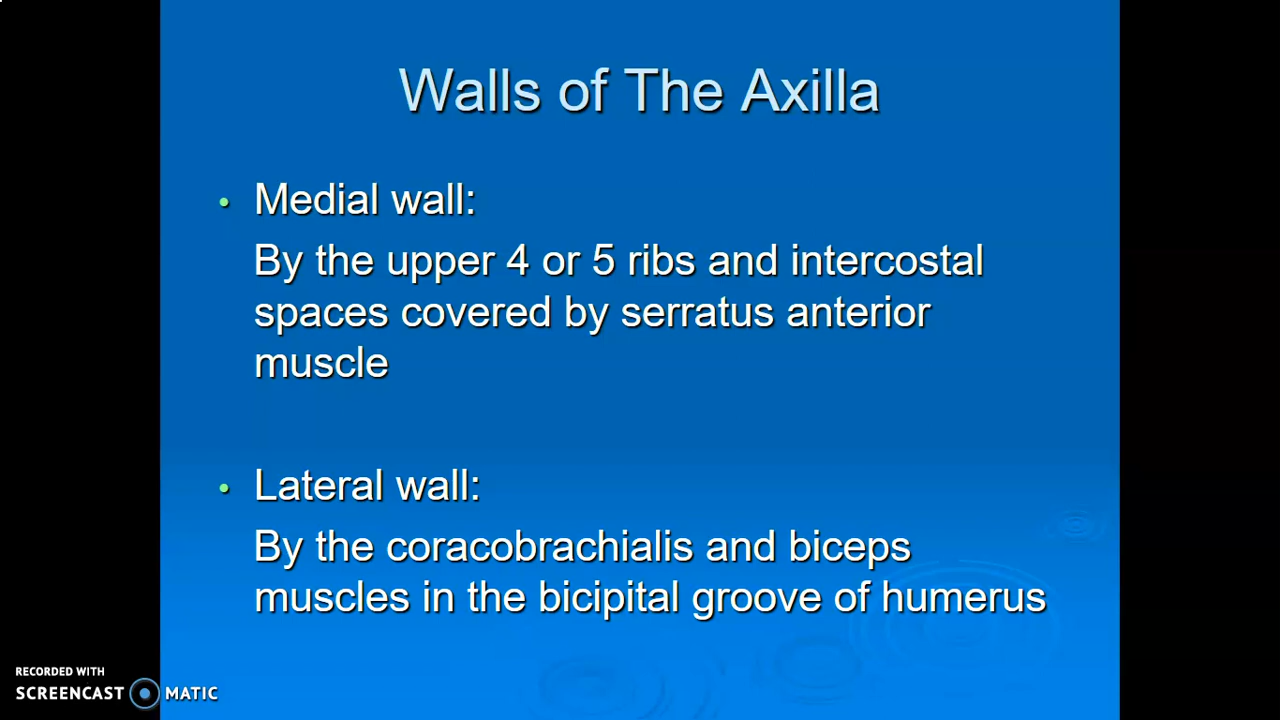 Walls of The Axilla
• Medial wall:
By the upper 4 or 5 ribs and intercostal
spaces covered by serratus anterior
muscle
• Lateral wall:
By the coracobrachialis and biceps
muscles in the bicipital groove of humerus
RECORDED WITH
SCREENCAST MATIC